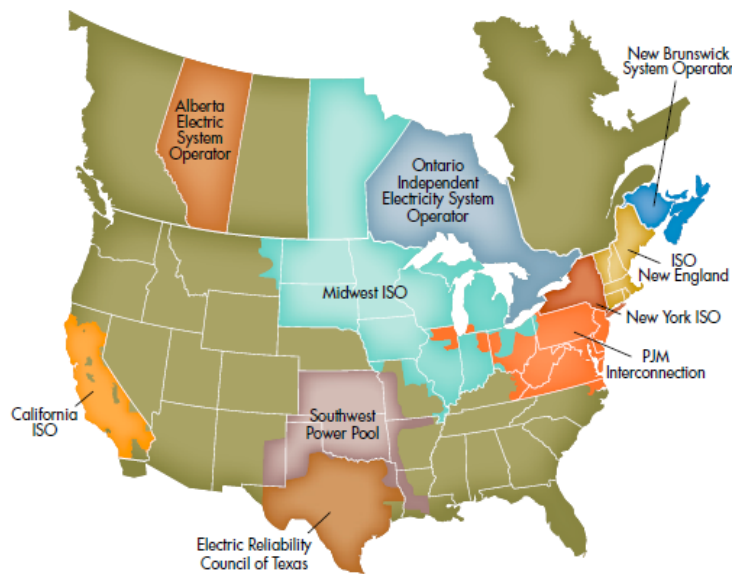 New Brunswick
System Operator
Alberta
Electric
System
Operator
Ontario
Independent
Electricity System
Operator
ISO
New England
Midwest ISO
New York ISO
PJM
Interconnection
California
ISO
Southwest
Power Pool
Electric Reliability
Council of Texas